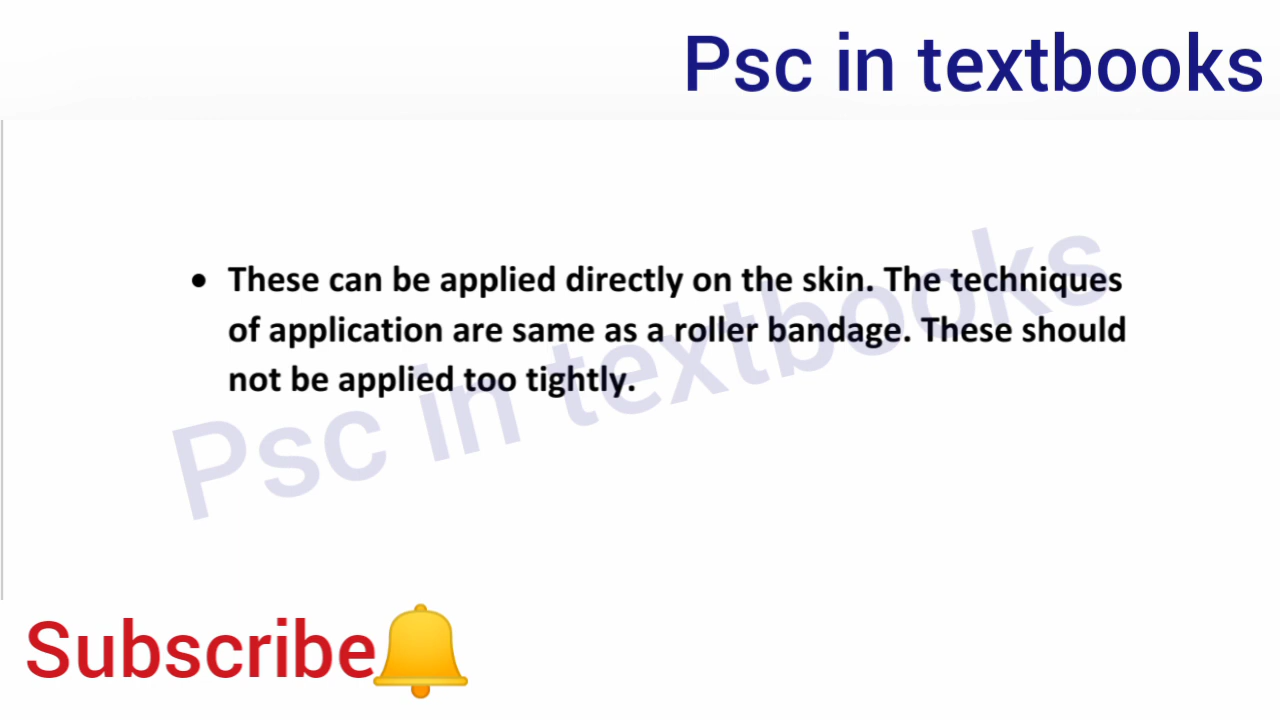 Psc in textbooks
• These can be applied directly on the skin. The techniques
of application are same as a roller bandage. These should
not be applied too tightly.
Psc in textbooks
Subscribe